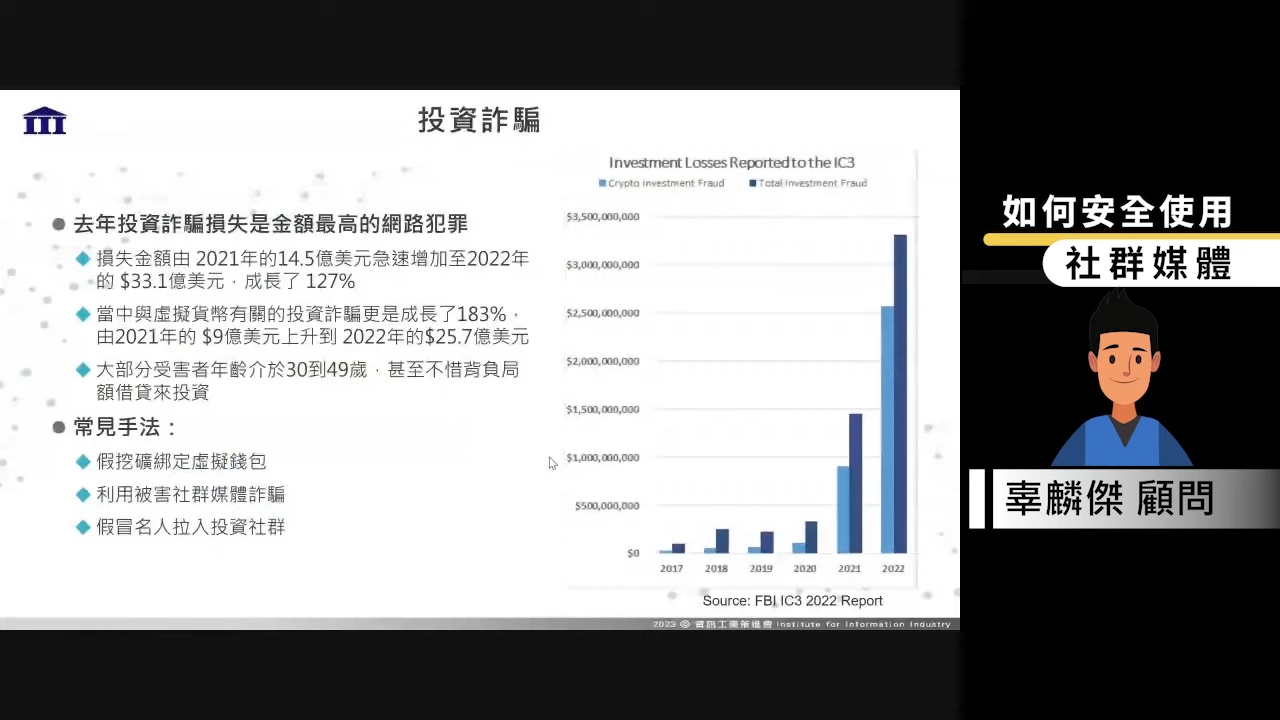 投資詐騙
去年投資詐騙損失是金額最高的網路犯罪
損失金額由 2021年的14.5億美元急速增加至2022年
的 $33.1億美元，成長了 127%
當中與虛擬貨幣有關的投資詐騙更是成長了183%，
由2021年的 $9億美元上升到 2022年的$25.7億美元
大部分受害者年齡介於30到49歲，甚至不惜背負局
額借貸來投資
常見手法：
假挖礦綁定虛擬錢包
利用被害社群媒體詐騙
假冒名人拉入投資社群
Investment Losses Reported to the IC3
Crypto Investment Fraud
Total Investment Fraud
$3,500,000,000
$3,000,000,000
$2,500,000,000
$2,000,000,000
$1,500,000,000
$1,000,000,000
$500,000,000
$0
2017 2018 2019 2020 2021 2022
Source: FBI IC3 2022 Report
2023 © 資訊工業策進會 Institute for Information Industry
如何安全使用
社群媒體
辜麟傑 顧問